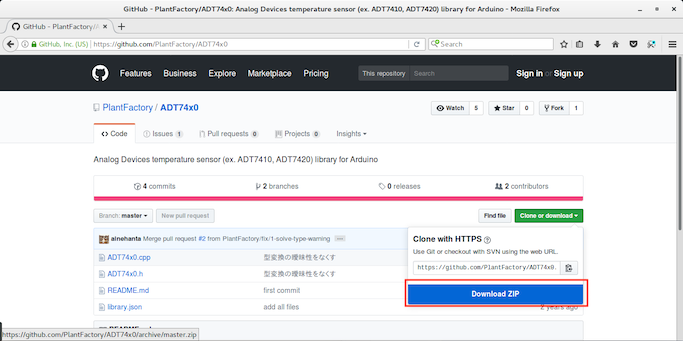 GitHub - PlantFactory/ADT74x0: Analog Devices temperature sensor (ex. ADT7410, ADT7420) library for Arduino - Mozilla Firefox
GitHub - PlantFactory/A
GitHub, Inc. (US) https://github.com/PlantFactory/ADT74x0
Search
Features Business Explore Marketplace Pricing This repository Search Sign in or Sign up
PlantFactory / ADT74x0 Watch 5 Star 0 Fork 1
Code Issues 1 Pull requests 0 Projects 0 Insights
Analog Devices temperature sensor (ex. ADT7410, ADT7420) library for Arduino
4 commits 2 branches 0 releases 2 contributors
Branch: master New pull request Find file Clone or download
ainehanta Merge pull request #2 from PlantFactory/fix/1-solve-type-warning
Clone with HTTPS
Use Git or checkout with SVN using the web URL.
ADT74x0.cpp 型変換の曖昧性をなくす
https://github.com/PlantFactory/ADT74x0.
ADT74x0.h 型変換の曖昧性をなくす
README.md first commit
Download ZIP
library.json add all files 2 years ago
README.md
https://github.com/PlantFactory/ADT74x0/archive/master.zip